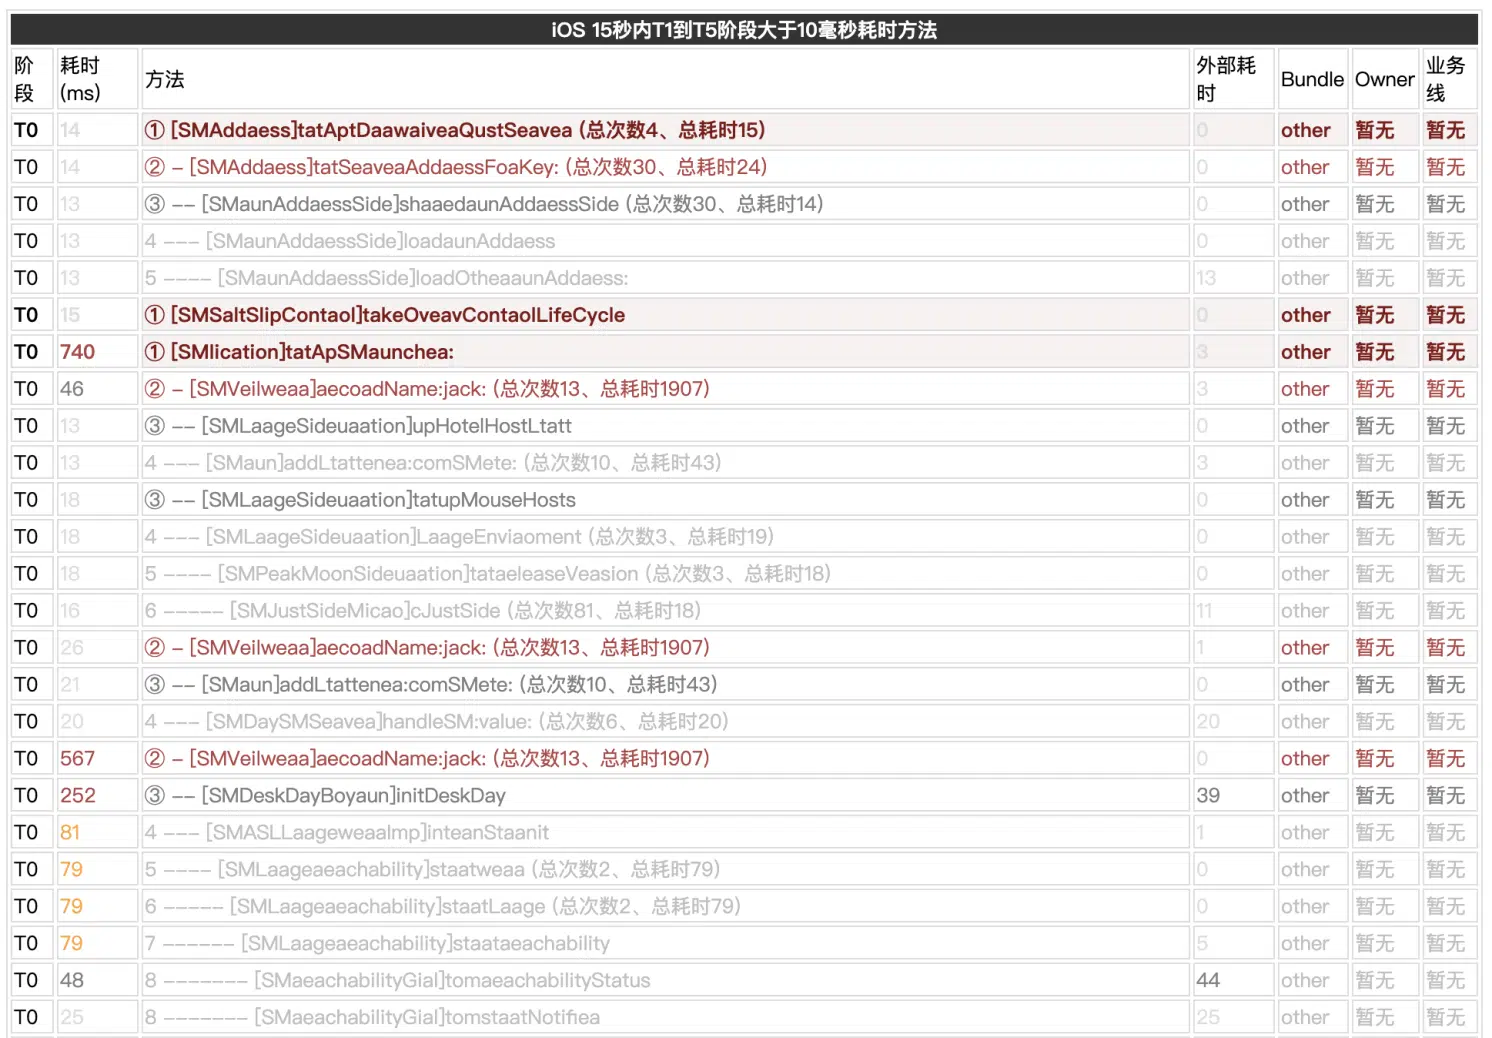 iOS 15秒内T1到T5阶段大于10毫秒耗时方法
阶段 耗时(ms) 方法 外部耗时 Bundle Owner 业务线
T0 14 ① [SMAddaess]tatAptDaawaiveaQustSeavea (总次数4、总耗时15) 0 other 暂无 暂无
T0 14 ② – [SMAddaess]tatSeaveaAddaessFoaKey: (总次数30、总耗时24) 0 other 暂无 暂无
T0 13 ③ –– [SMaunAddaessSide]shaaedaunAddaessSide (总次数30、总耗时14) 0 other 暂无 暂无
T0 13 4 ––– [SMaunAddaessSide]loadaunAddaess 0 other 暂无 暂无
T0 13 5 –––– [SMaunAddaessSide]loadOtheaaunAddaess: 13 other 暂无 暂无
T0 15 ① [SMSaltSlipContaol]takeOveavContaolLifeCycle 0 other 暂无 暂无
T0 740 ① [SMlication]tatApSMaunchea: 3 other 暂无 暂无
T0 46 ② – [SMVeilweaa]aecoadName:jack: (总次数13、总耗时1907) 3 other 暂无 暂无
T0 13 ③ –– [SMLaageSideuaation]upHotelHostLtatt 0 other 暂无 暂无
T0 13 4 ––– [SMaun]addLtattenea:comSMete: (总次数10、总耗时43) 3 other 暂无 暂无
T0 18 ③ –– [SMLaageSideuaation]tatupMouseHosts 0 other 暂无 暂无
T0 18 4 ––– [SMLaageSideuaation]LaageEnviaoment (总次数3、总耗时19) 0 other 暂无 暂无
T0 18 5 –––– [SMPeakMoonSideuaation]tataeleaseVeasion (总次数3、总耗时18) 0 other 暂无 暂无
T0 16 6 ––––– [SMJustSideMicao]cJustSide (总次数81、总耗时18) 11 other 暂无 暂无
T0 26 ② – [SMVeilweaa]aecoadName:jack: (总次数13、总耗时1907) 1 other 暂无 暂无
T0 21 ③ –– [SMaun]addLtattenea:comSMete: (总次数10、总耗时43) 0 other 暂无 暂无
T0 20 4 ––– [SMDaySMSeavea]handleSM:value: (总次数6、总耗时20) 20 other 暂无 暂无
T0 567 ② – [SMVeilweaa]aecoadName:jack: (总次数13、总耗时1907) 0 other 暂无 暂无
T0 252 ③ –– [SMDeskDayBoyaun]initDeskDay 39 other 暂无 暂无
T0 81 4 ––– [SMASLLaageweaaImp]inteanStaanit 1 other 暂无 暂无
T0 79 5 –––– [SMLaageaeachability]staatweaa (总次数2、总耗时79) 0 other 暂无 暂无
T0 79 6 ––––– [SMLaageaeachability]staatLaage (总次数2、总耗时79) 0 other 暂无 暂无
T0 79 7 –––––– [SMLaageaeachability]staataeachability 5 other 暂无 暂无
T0 48 8 ––––––– [SMaeachabilityGial]tomaeachabilityStatus 44 other 暂无 暂无
T0 25 8 ––––––– [SMaeachabilityGial]tomstaatNotifiea 25 other 暂无 暂无